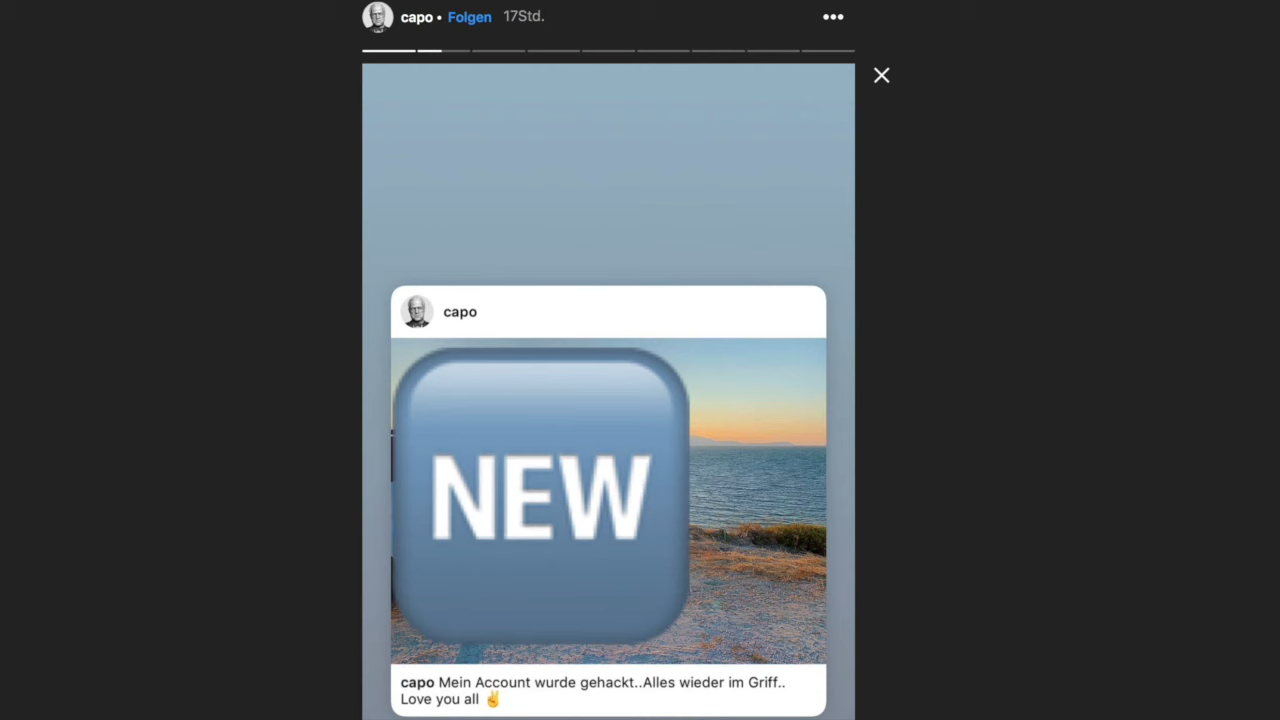 capo • Folgen 17Std.
capo
NEW
capo Mein Account wurde gehackt..Alles wieder im Griff..
Love you all ✌